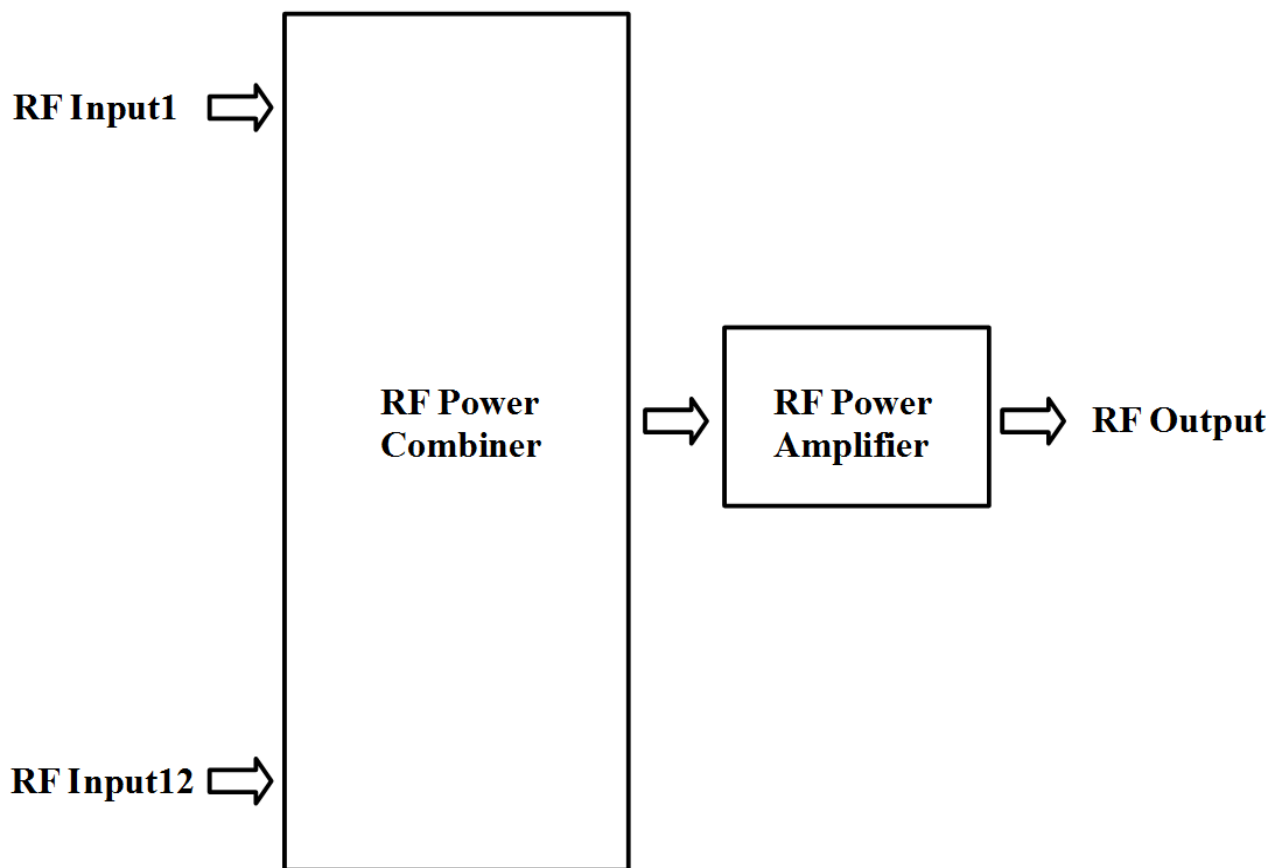 RF Input1
RF Power
Combiner
RF Power
Amplifier
RF Output
RF Input12